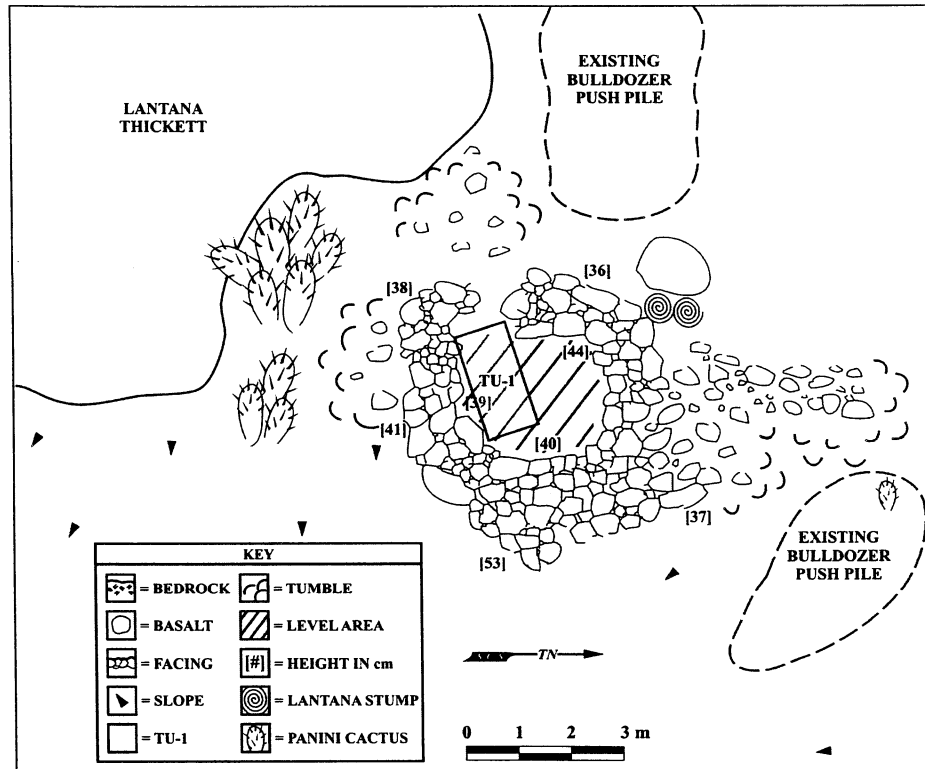 LANTANA
THICKETT
EXISTING
BULLDOZER
PUSH PILE
[36]
[38]
[44]
TU-1
[39]
[41]
[40]
[37]
[53]
EXISTING
BULLDOZER
PUSH PILE
KEY
= BEDROCK
= TUMBLE
= BASALT
= LEVEL AREA
= FACING
[#] = HEIGHT IN cm
= SLOPE
= LANTANA STUMP
= TU-1
= PANINI CACTUS
TN
0 1 2 3 m